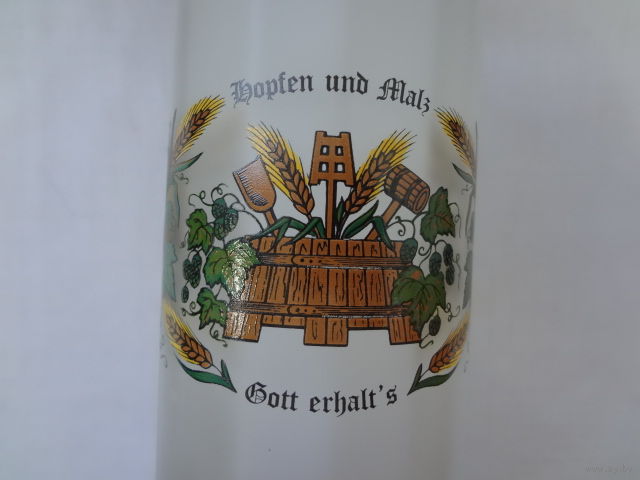 Hopfen und Malz
Gott erhalt's